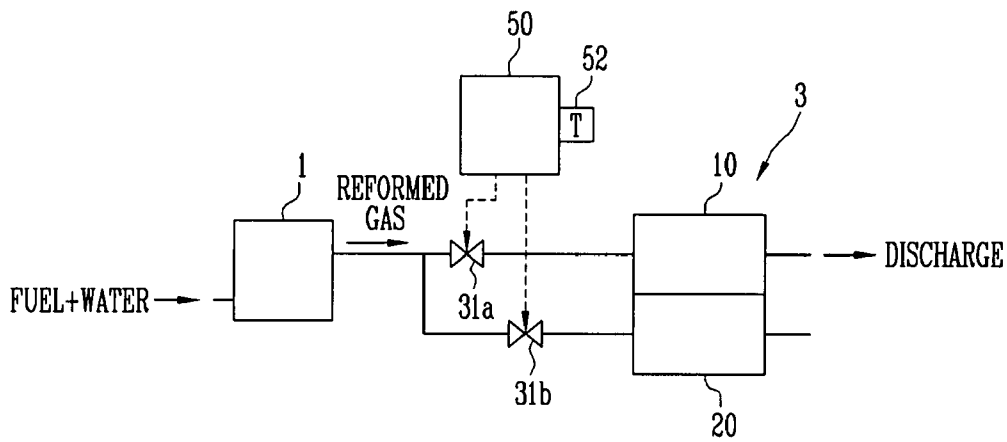 50
52
T
3
1
REFORMED
GAS
10
DISCHARGE
FUEL+WATER
31a
31b
20